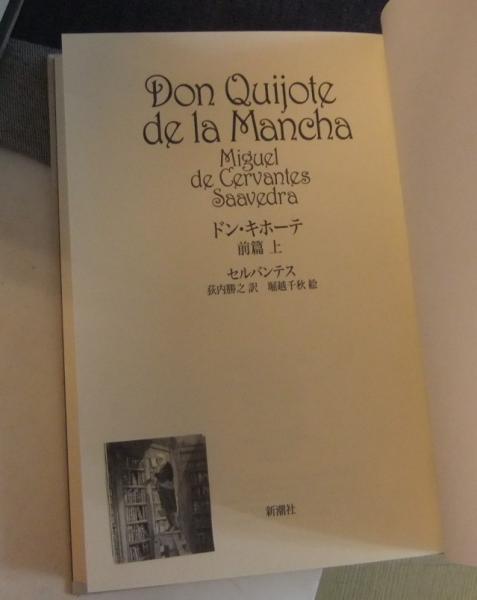 Don Quijote
de la Mancha
Miguel
de Cervantes
Saavedra
ドン・キホーテ
前篇 上
セルバンテス
荻内勝之 訳 堀越千秋 絵
新潮社